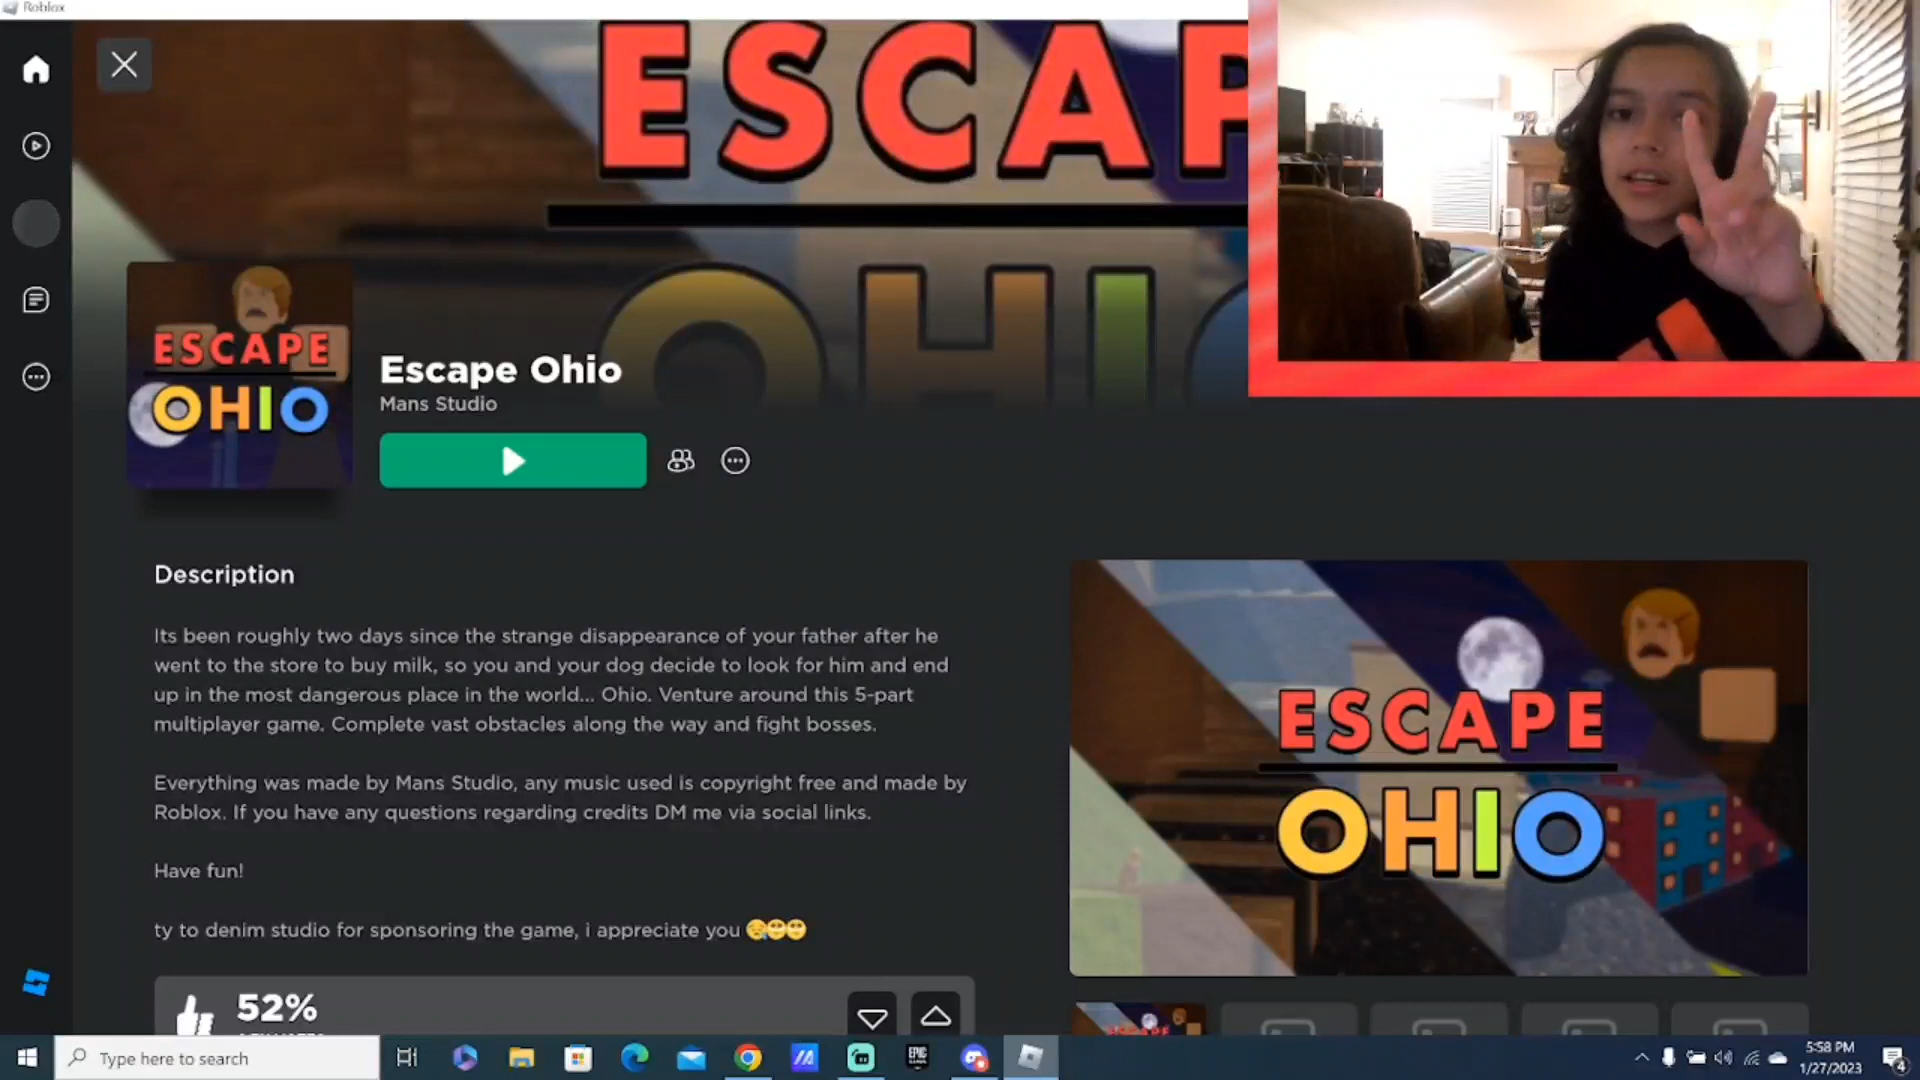 Roblox
ESCAP
OHI
ESCAPE
OHIO
Escape Ohio
Mans Studio
Description
Its been roughly two days since the strange disappearance of your father after he
went to the store to buy milk, so you and your dog decide to look for him and end
up in the most dangerous place in the world... Ohio. Venture around this 5-part
multiplayer game. Complete vast obstacles along the way and fight bosses.
Everything was made by Mans Studio, any music used is copyright free and made by
Roblox. If you have any questions regarding credits DM me via social links.
Have fun!
ty to denim studio for sponsoring the game, i appreciate you
ESCAPE
OHIO
52%
Type here to search
EPIC
5:58 PM
1/27/2023
4